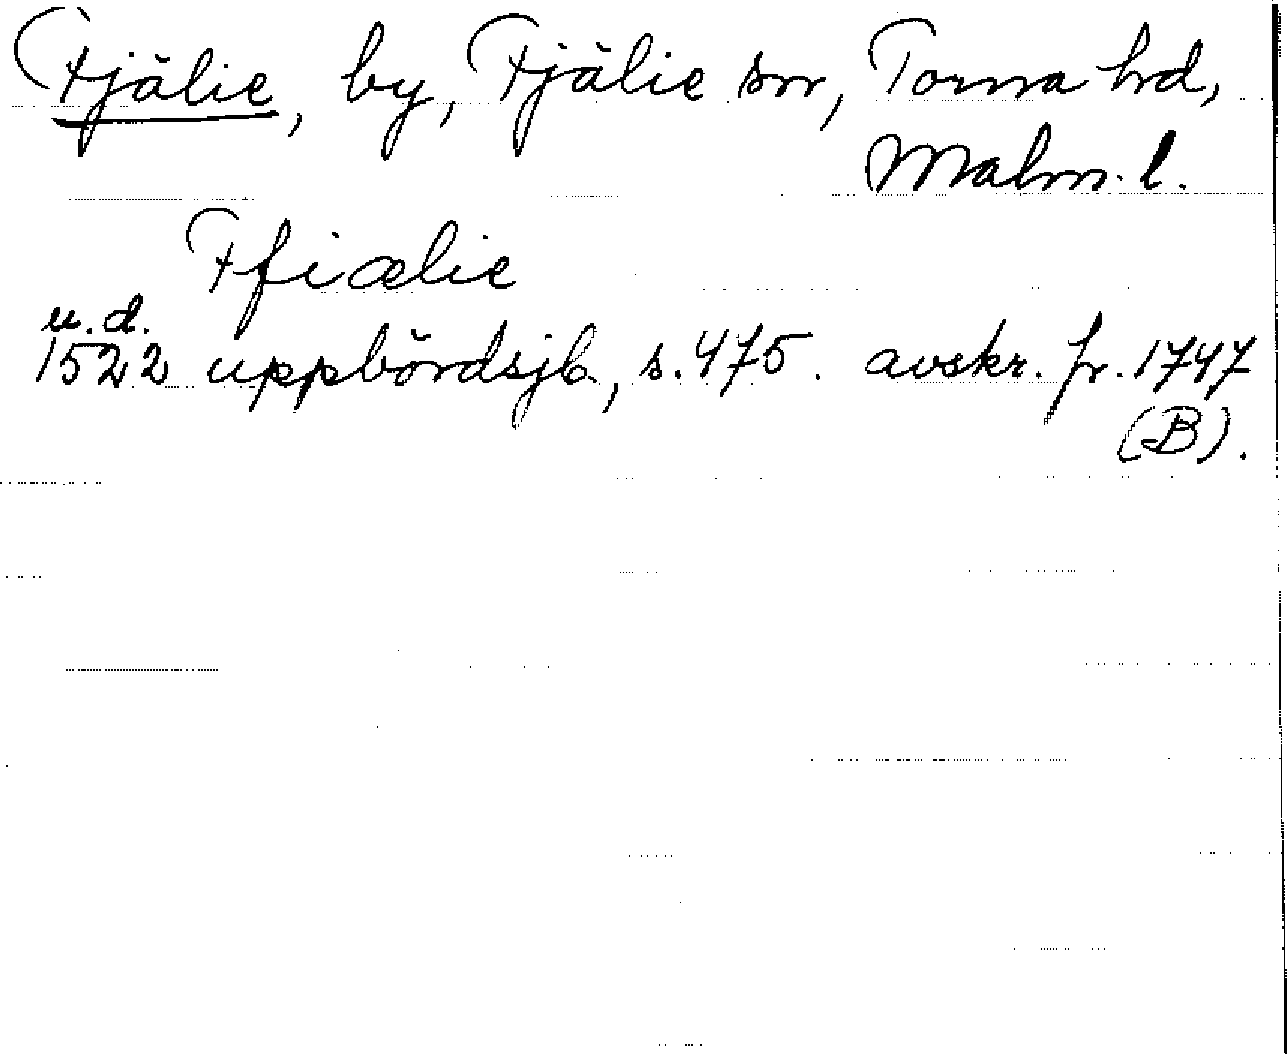 Fjälie, by, Fjälie sn, Torna hd,
Malm. l.
Ffiælie
u. d.
1522 uppbördsjb, s. 475. avskr. fr. 1747
(B).